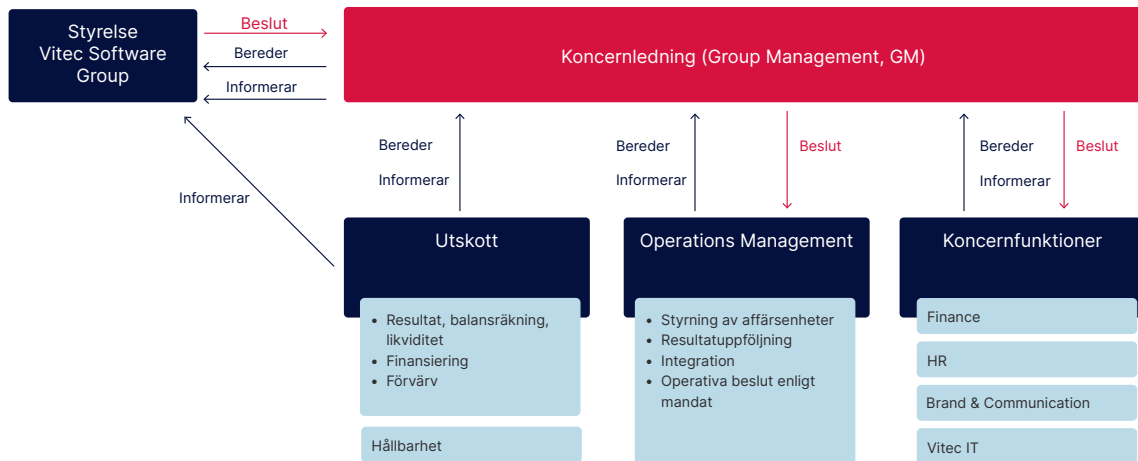 Styrelse
Vitec Software
Group
Beslut
Bereder
Informerar
Koncernledning (Group Management, GM)
Informerar
Bereder
Informerar
Bereder
Informerar
Beslut
Bereder
Informerar
Beslut
Utskott
• Resultat, balansräkning,
likviditet
• Finansiering
• Förvärv
Hållbarhet
Operations Management
• Styrning av affärsenheter
• Resultatuppföljning
• Integration
• Operativa beslut enligt
mandat
Koncernfunktioner
Finance
HR
Brand & Communication
Vitec IT